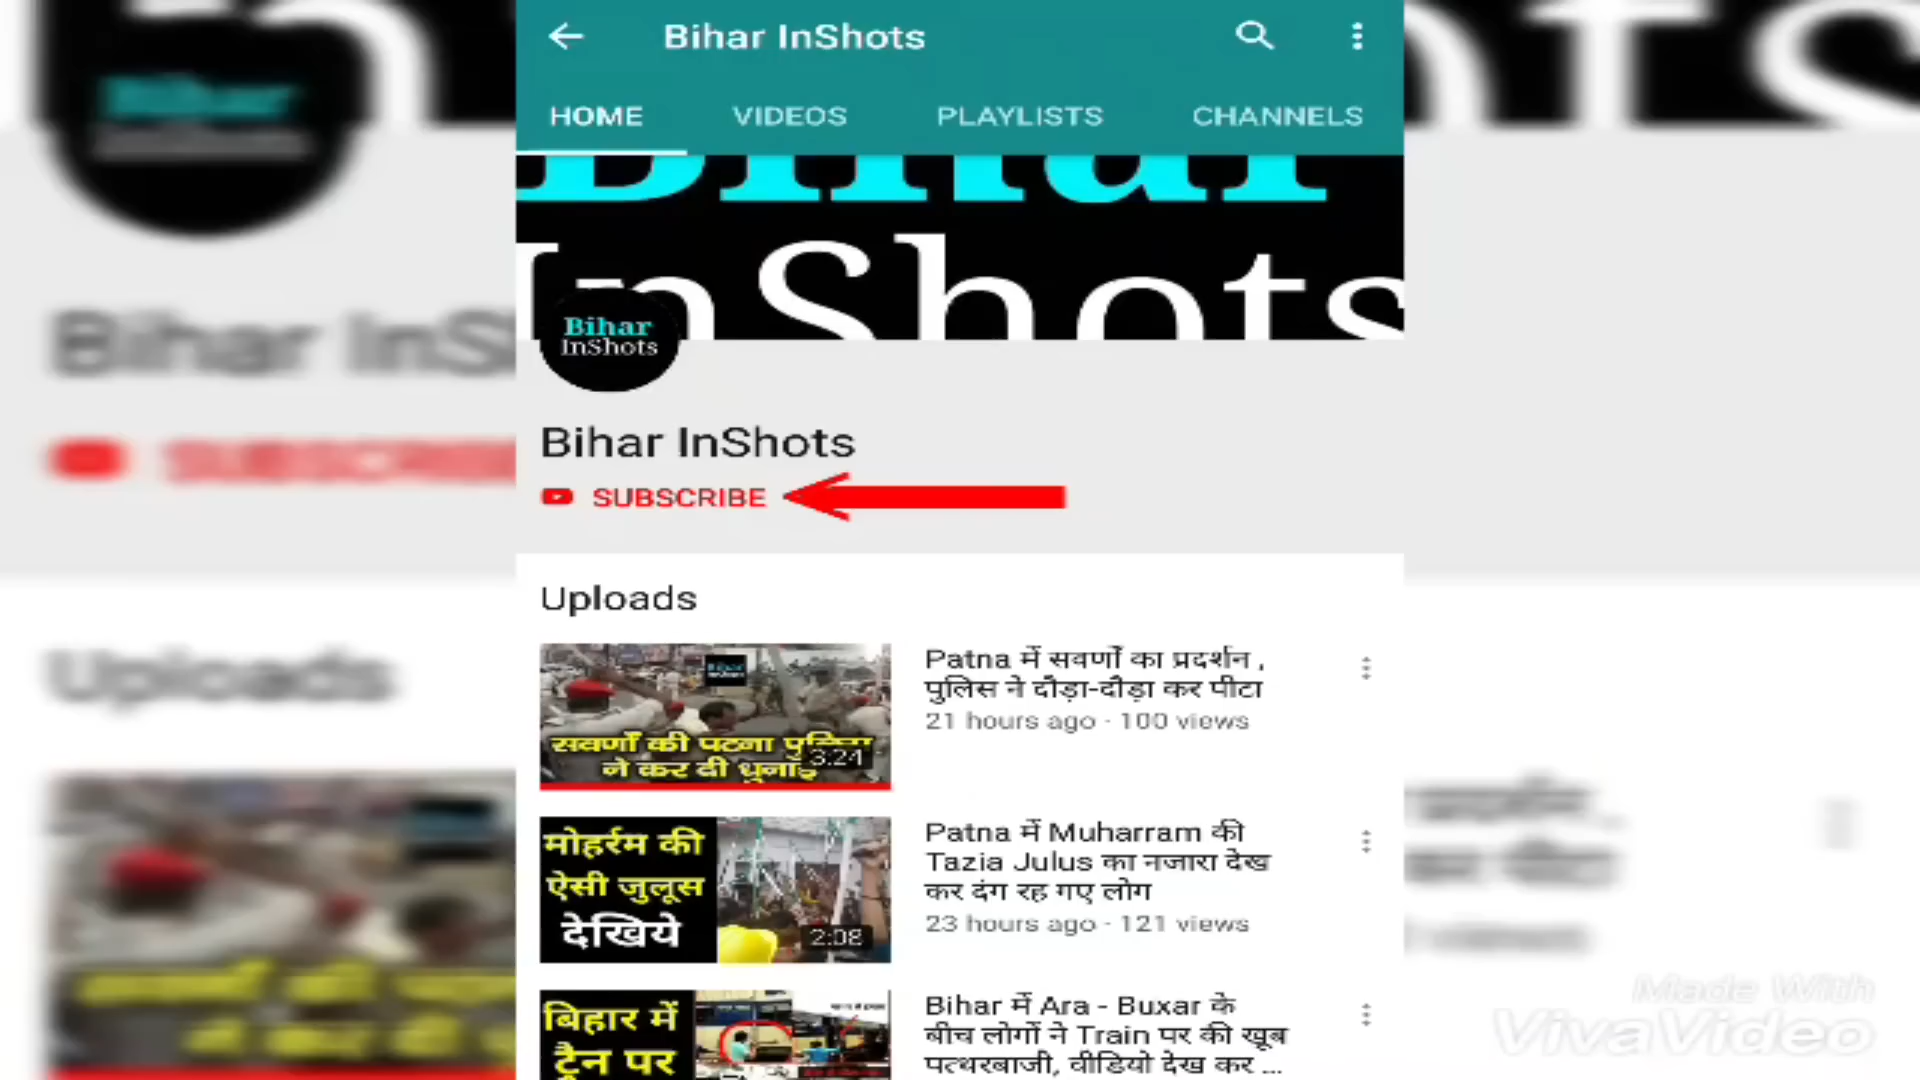 Bihar InShots
HOME VIDEOS PLAYLISTS CHANNELS
Bihar
InShots
Bihar
InShots
Bihar InShots
SUBSCRIBE
Uploads
सवर्णों की पटना पुलिस
ने कर दी धुनाई
3:24
Patna में सवर्णों का प्रदर्शन ,
पुलिस ने दौड़ा-दौड़ा कर पीटा
21 hours ago · 100 views
मोहर्रम की
ऐसी जुलूस
देखिये
2:08
Patna में Muharram की
Tazia Julus का नजारा देख
कर दंग रह गए लोग
23 hours ago · 121 views
बिहार में
ट्रैन पर
Bihar में Ara - Buxar के
बीच लोगों ने Train पर की खूब
पत्थरबाजी, वीडियो देख कर ...
Made With
VivaVideo